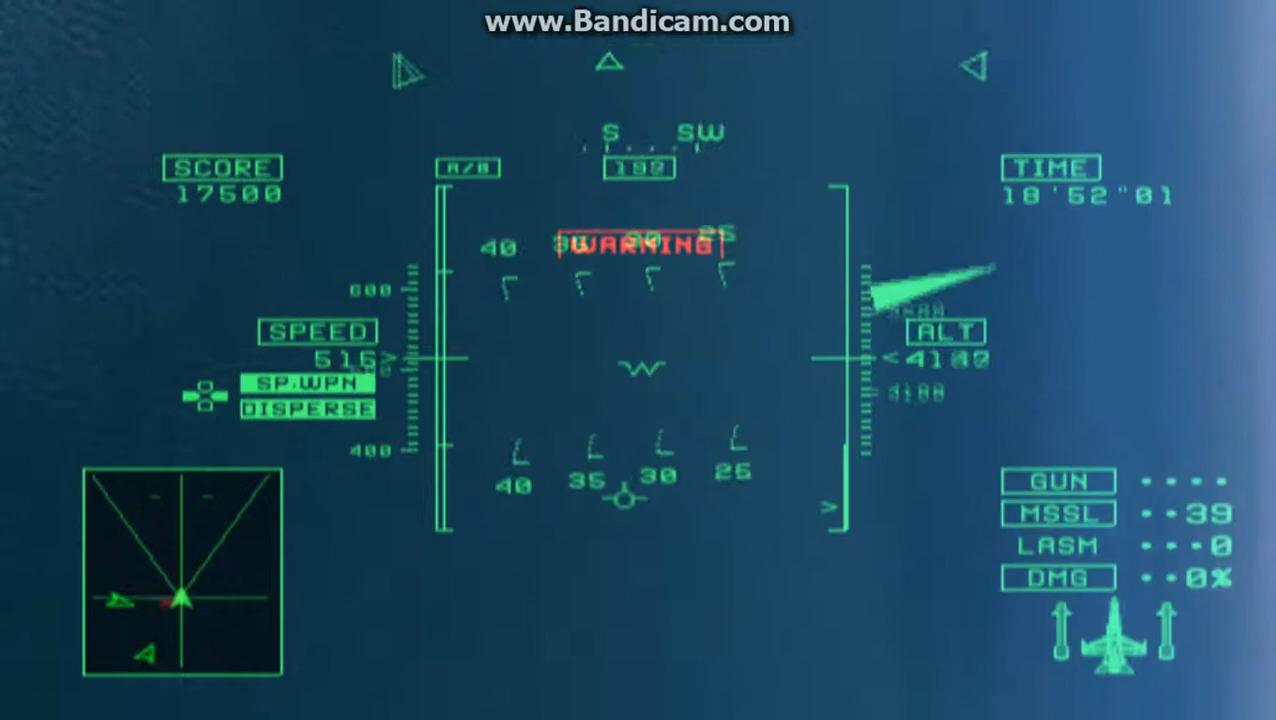 www.Bandicam.com
S SW
SCORE A/B 192 TIME
17500 18'52"01
WARNING
40 30 25
600
SPEED ALT
516 4100
SP.WPN
DISPERSE
400
40 35 30 25
GUN
MSSL 39
LASM 0
DMG 0%